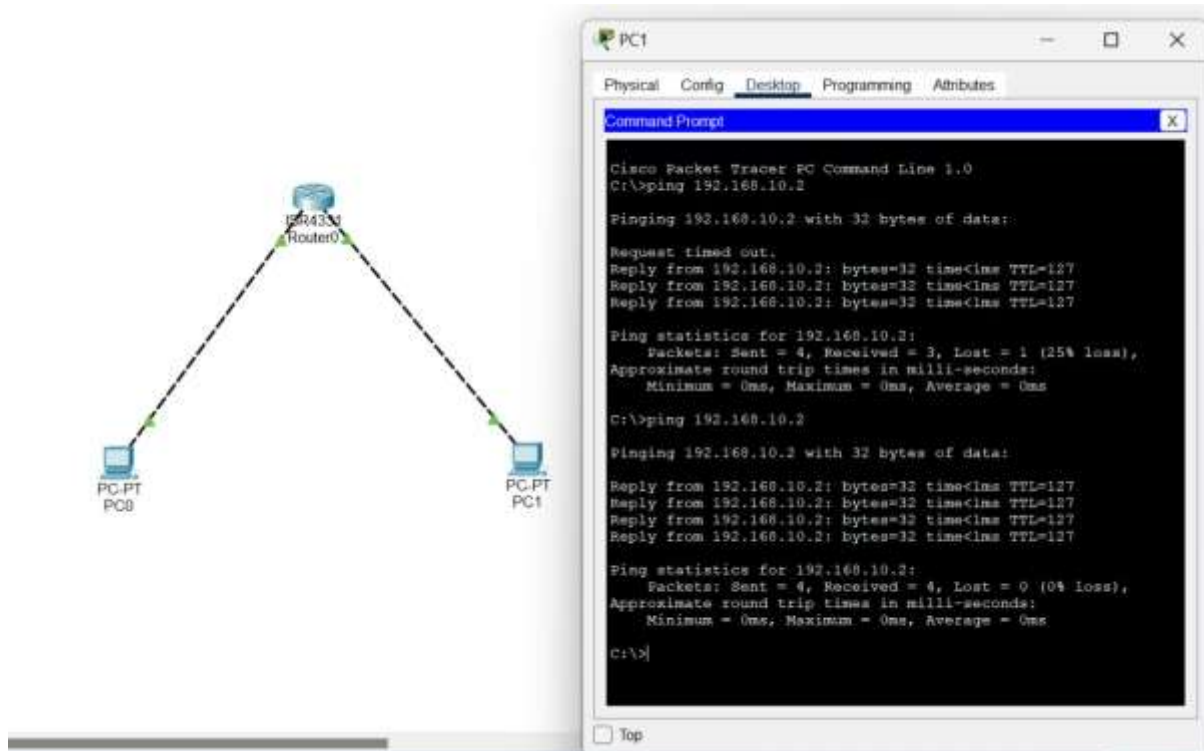 ISR4331
Router0
PC-PT
PC0
PC-PT
PC1
PC1
Physical Config Desktop Programming Attributes
Command Prompt
X
Cisco Packet Tracer PC Command Line 1.0
C:\>ping 192.168.10.2
Pinging 192.168.10.2 with 32 bytes of data:
Request timed out.
Reply from 192.168.10.2: bytes=32 time<1ms TTL=127
Reply from 192.168.10.2: bytes=32 time<1ms TTL=127
Reply from 192.168.10.2: bytes=32 time<1ms TTL=127
Ping statistics for 192.168.10.2:
Packets: Sent = 4, Received = 3, Lost = 1 (25% loss),
Approximate round trip times in milli-seconds:
Minimum = 0ms, Maximum = 0ms, Average = 0ms
C:\>ping 192.168.10.2
Pinging 192.168.10.2 with 32 bytes of data:
Reply from 192.168.10.2: bytes=32 time<1ms TTL=127
Reply from 192.168.10.2: bytes=32 time<1ms TTL=127
Reply from 192.168.10.2: bytes=32 time<1ms TTL=127
Reply from 192.168.10.2: bytes=32 time<1ms TTL=127
Ping statistics for 192.168.10.2:
Packets: Sent = 4, Received = 4, Lost = 0 (0% loss),
Approximate round trip times in milli-seconds:
Minimum = 0ms, Maximum = 0ms, Average = 0ms
C:\>
Top